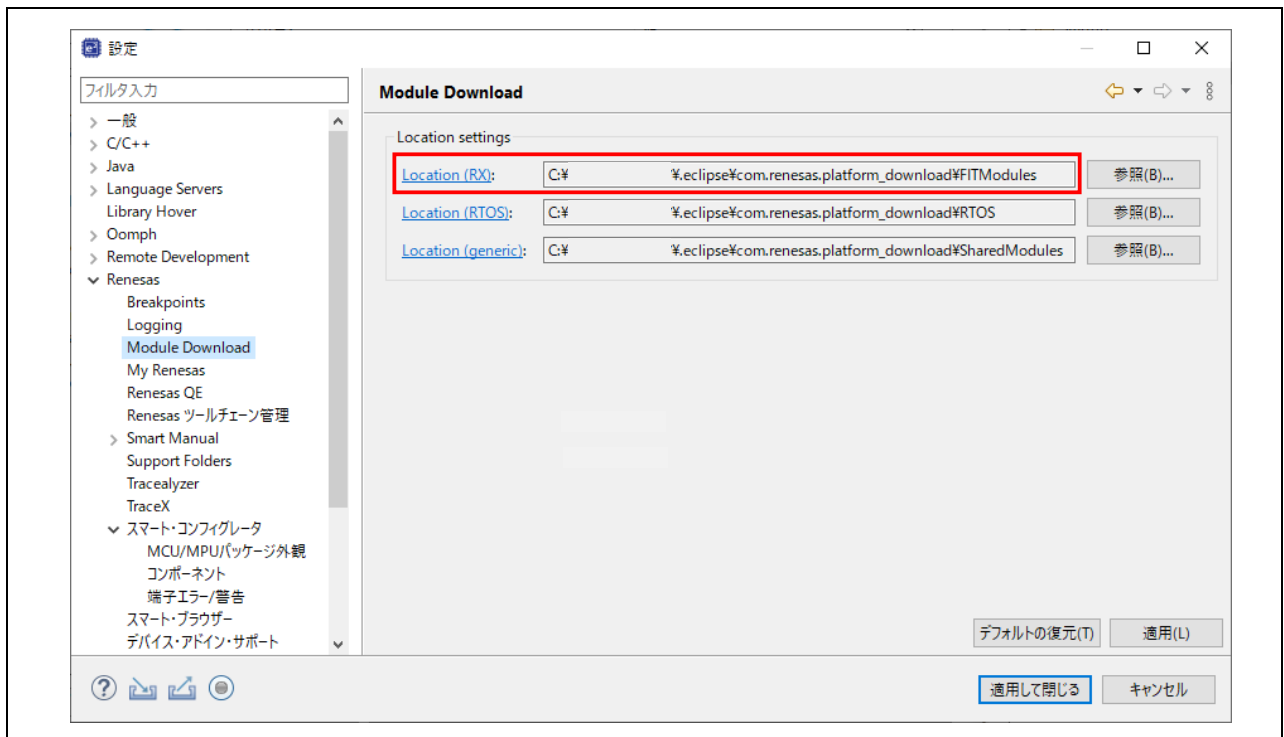 設定
フィルタ入力
一般
C/C++
Java
Language Servers
Library Hover
Oomph
Remote Development
Renesas
Breakpoints
Logging
Module Download
My Renesas
Renesas QE
Renesas ツールチェーン管理
Smart Manual
Support Folders
Tracealyzer
TraceX
スマート・コンフィグレータ
MCU/MPUパッケージ外観
コンポーネント
端子エラー/警告
スマート・ブラウザー
デバイス・アドイン・サポート
Module Download
Location settings
Location (RX): C:¥ ¥.eclipse¥com.renesas.platform_download¥FITModules 参照(B)...
Location (RTOS): C:¥ ¥.eclipse¥com.renesas.platform_download¥RTOS 参照(B)...
Location (generic): C:¥ ¥.eclipse¥com.renesas.platform_download¥SharedModules 参照(B)...
デフォルトの復元(T) 適用(L)
適用して閉じる キャンセル